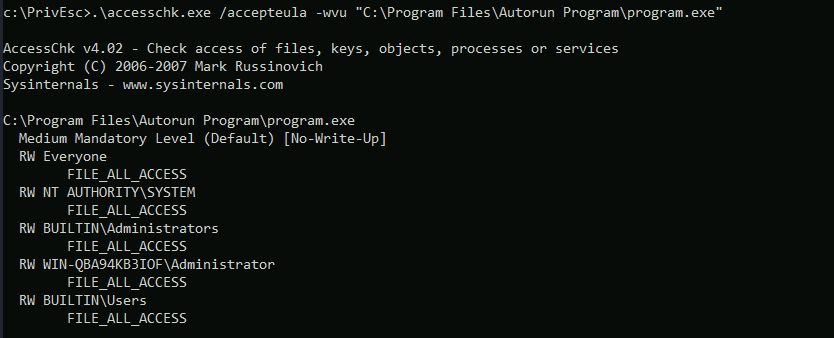 c:\PrivEsc>.\accesschk.exe /accepteula -wvu "C:\Program Files\Autorun Program\program.exe"
AccessChk v4.02 - Check access of files, keys, objects, processes or services
Copyright (C) 2006-2007 Mark Russinovich
Sysinternals - www.sysinternals.com
C:\Program Files\Autorun Program\program.exe
Medium Mandatory Level (Default) [No-Write-Up]
RW Everyone
FILE_ALL_ACCESS
RW NT AUTHORITY\SYSTEM
FILE_ALL_ACCESS
RW BUILTIN\Administrators
FILE_ALL_ACCESS
RW WIN-QBA94KB3IOF\Administrator
FILE_ALL_ACCESS
RW BUILTIN\Users
FILE_ALL_ACCESS